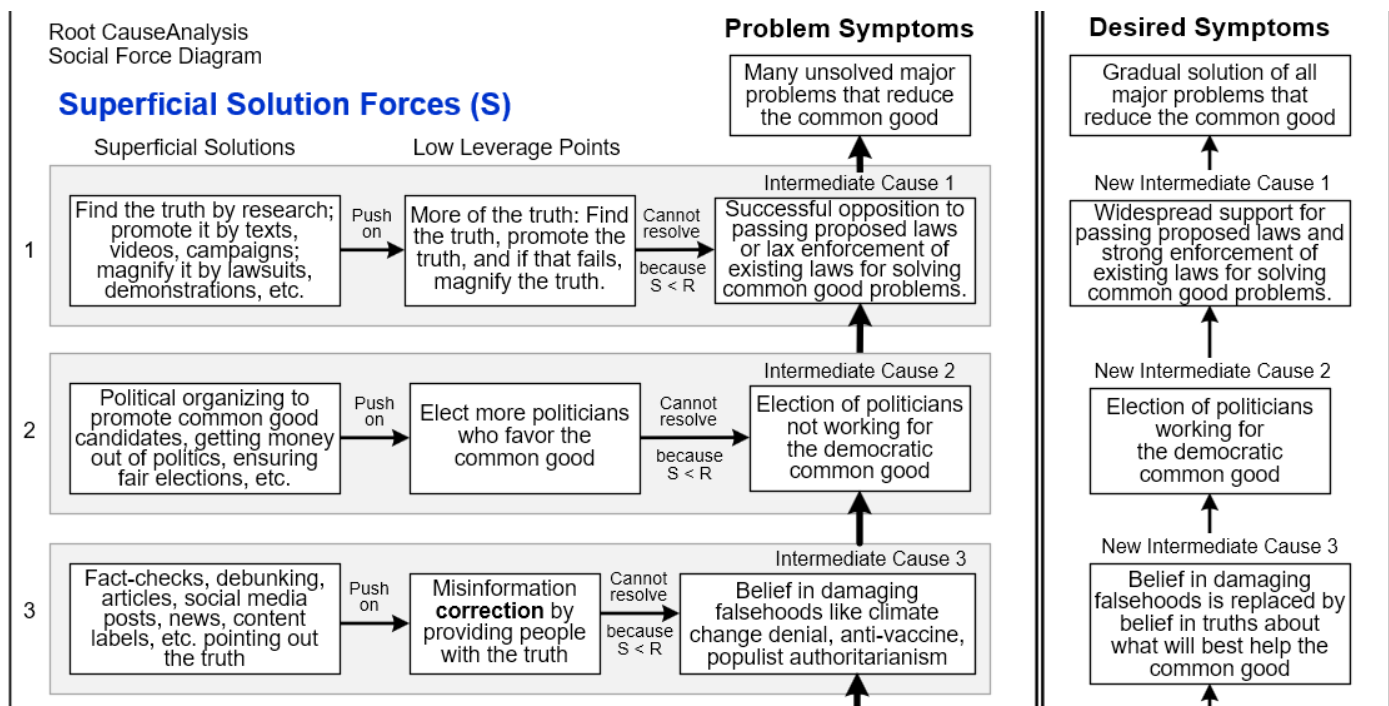 Root CauseAnalysis
Social Force Diagram
Superficial Solution Forces (S)
Superficial Solutions
Low Leverage Points
Problem Symptoms
Many unsolved major
problems that reduce
the common good
Desired Symptoms
Gradual solution of all
major problems that
reduce the common good
1
Find the truth by research;
promote it by texts,
videos, campaigns;
magnify it by lawsuits,
demonstrations, etc.
Push
on
More of the truth: Find
the truth, promote the
truth, and if that fails,
magnify the truth.
Cannot
resolve
because
S < R
Intermediate Cause 1
Successful opposition to
passing proposed laws
or lax enforcement of
existing laws for solving
common good problems.
New Intermediate Cause 1
Widespread support for
passing proposed laws and
strong enforcement of
existing laws for solving
common good problems.
2
Political organizing to
promote common good
candidates, getting money
out of politics, ensuring
fair elections, etc.
Push
on
Elect more politicians
who favor the
common good
Cannot
resolve
because
S < R
Intermediate Cause 2
Election of politicians
not working for
the democratic
common good
New Intermediate Cause 2
Election of politicians
working for
the democratic
common good
3
Fact-checks, debunking,
articles, social media
posts, news, content
labels, etc. pointing out
the truth
Push
on
Misinformation
correction by
providing people
with the truth
Cannot
resolve
because
S < R
Intermediate Cause 3
Belief in damaging
falsehoods like climate
change denial, anti-vaccine,
populist authoritarianism
New Intermediate Cause 3
Belief in damaging
falsehoods is replaced by
belief in truths about
what will best help the
common good